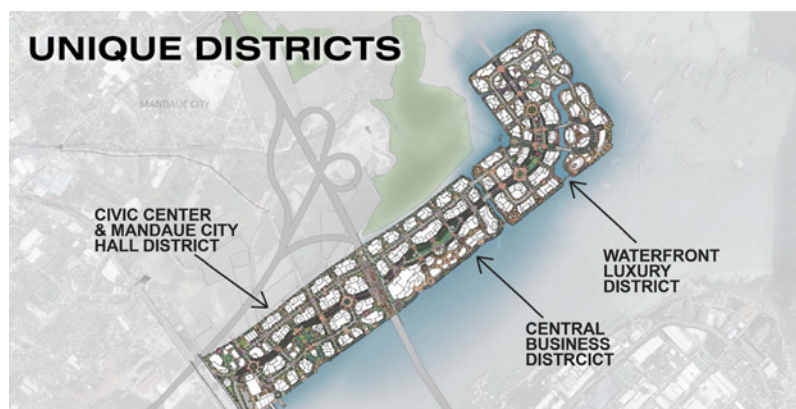 UNIQUE DISTRICTS
MANDAUE CITY
CIVIC CENTER
& MANDAUE CITY
HALL DISTRICT
WATERFRONT
LUXURY
DISTRICT
CENTRAL
BUSINESS
DISTRCICT